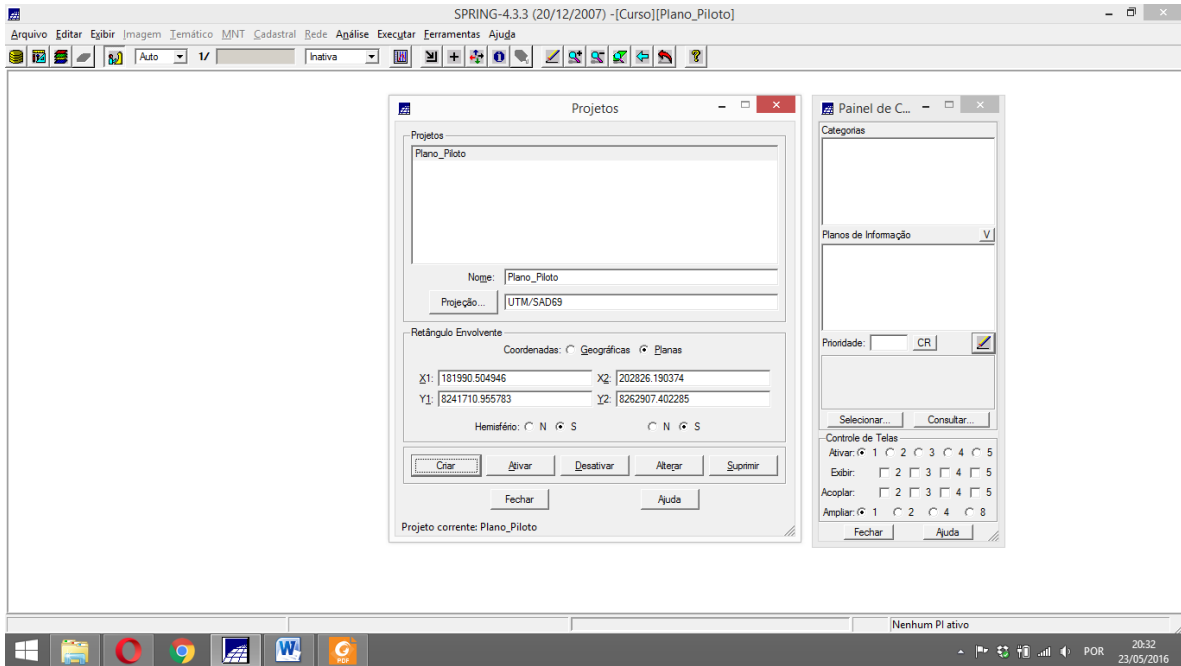 SPRING-4.3.3 (20/12/2007) -[Curso][Plano_Piloto]
Arquivo Editar Exibir Imagem Temático MNT Cadastral Rede Análise Executar Ferramentas Ajuda
Auto 1/ Inativa
Projetos
Projetos
Plano_Piloto
Nome: Plano_Piloto
Projeção... UTM/SAD69
Retângulo Envolvente
Coordenadas: Geográficas Planas
X1: 181990.504946 X2: 202826.190374
Y1: 8241710.955783 Y2: 8262907.402285
Hemisfério: N S N S
Criar Ativar Desativar Alterar Suprimir
Fechar Ajuda
Projeto corrente: Plano_Piloto
Painel de C...
Categorias
Planos de Informação V
Prioridade: CR
Selecionar... Consultar...
Controle de Telas
Ativar: 1 2 3 4 5
Exibir: 2 3 4 5
Acoplar: 2 3 4 5
Ampliar: 1 2 4 8
Fechar Ajuda
Nenhum PI ativo
PDF
POR
20:32
23/05/2016